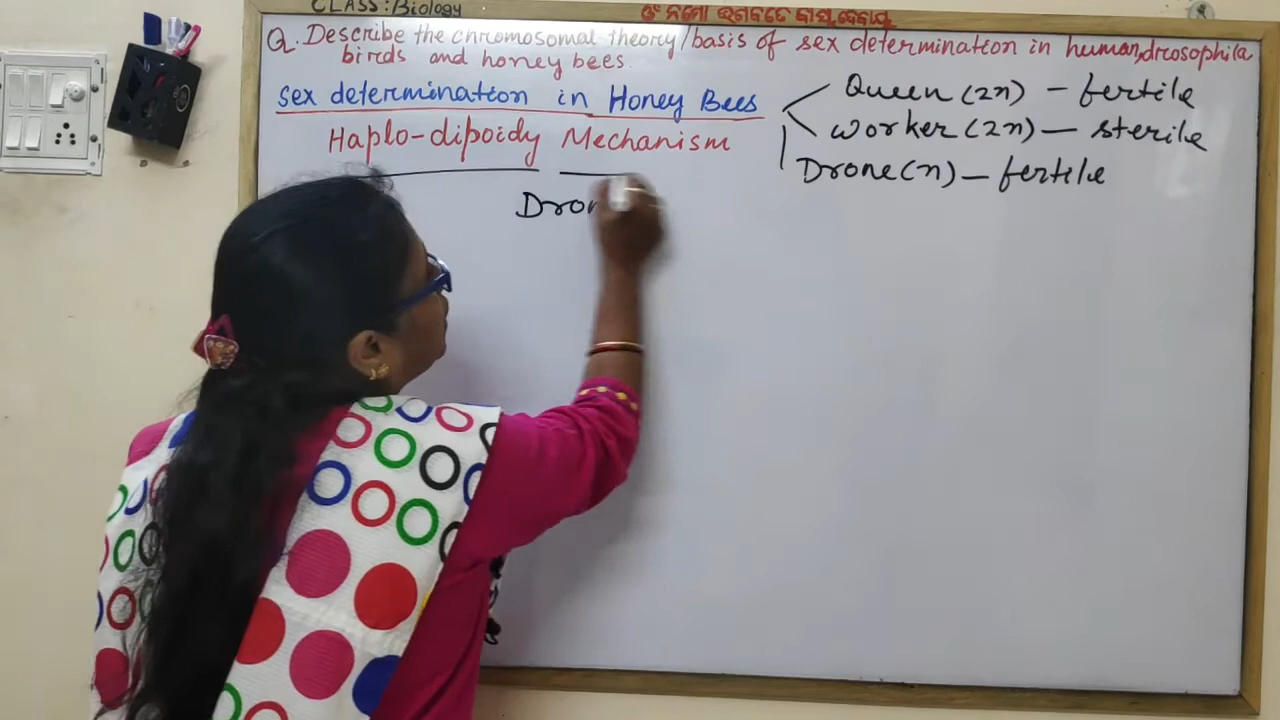 CLASS: Biology
ଓଁ ନମୋ ଭଗବତେ ବାସୁଦେବାୟ
Q. Describe the chromosomal theory/basis of sex determination in human, drosophila
birds and honey bees.
sex determination in Honey Bees
Haplo-dipoidy Mechanism
Queen (2n) - fertile
worker (2n) - sterile
Drone (n) - fertile
Dron